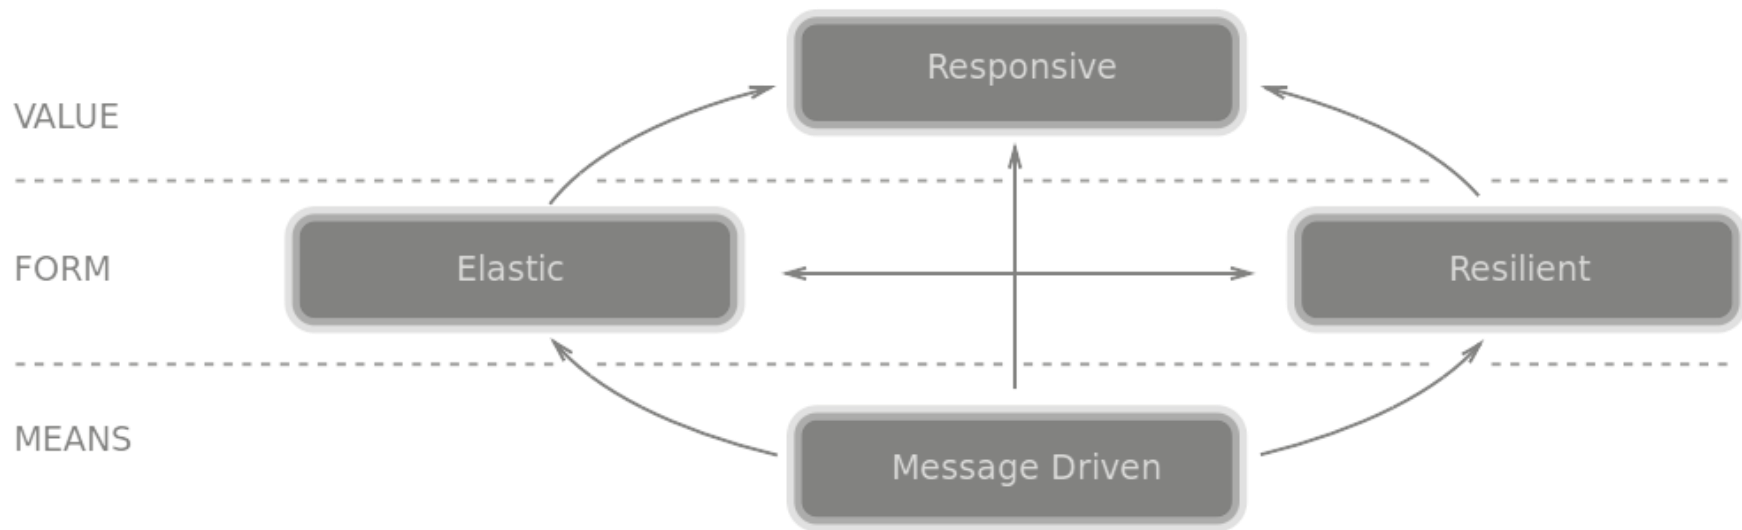 Responsive
VALUE
FORM
Elastic
Resilient
MEANS
Message Driven